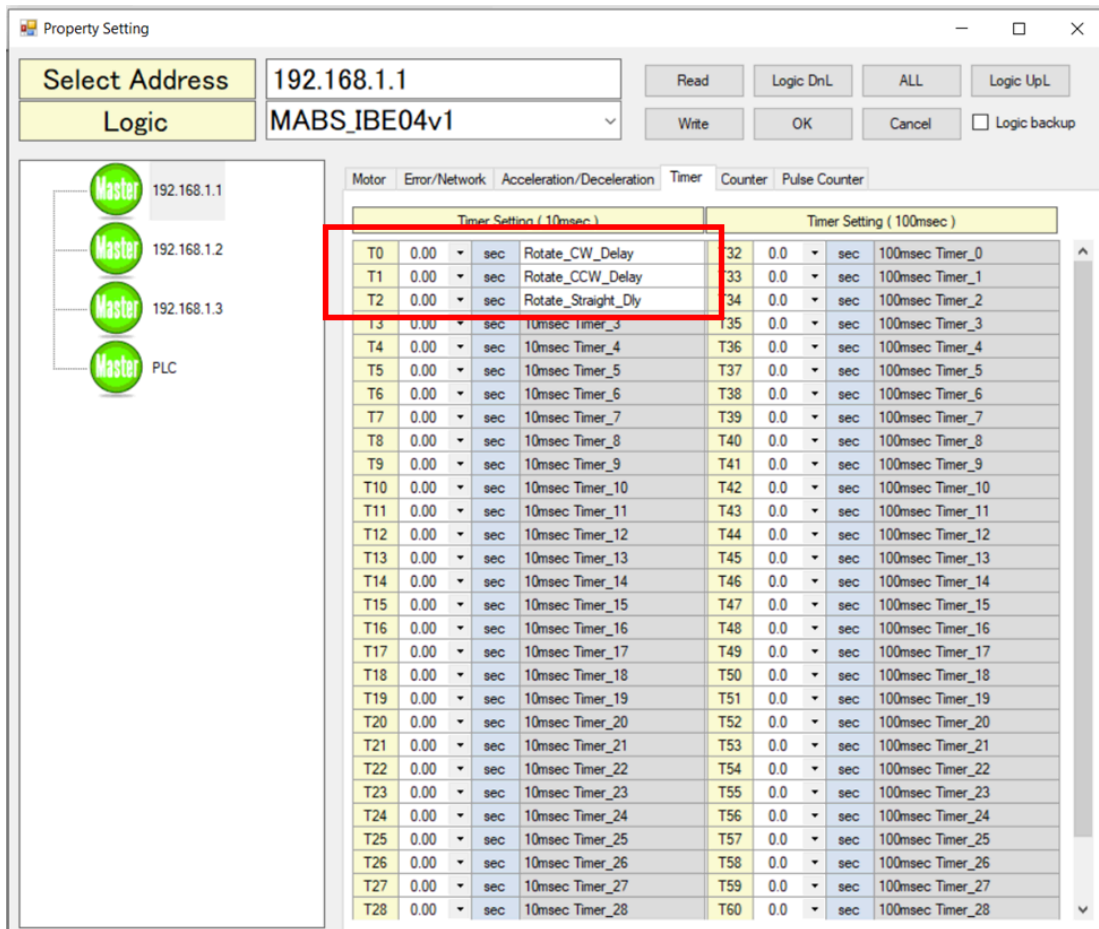 Property Setting
Select Address 192.168.1.1 Read Logic DnL ALL Logic UpL
Logic MABS_IBE04v1 Write OK Cancel Logic backup
Master 192.168.1.1
Master 192.168.1.2
Master 192.168.1.3
Master PLC
Motor Error/Network Acceleration/Deceleration Timer Counter Pulse Counter
Timer Setting ( 10msec ) Timer Setting ( 100msec )
T0 0.00 sec Rotate_CW_Delay T32 0.0 sec 100msec Timer_0
T1 0.00 sec Rotate_CCW_Delay T33 0.0 sec 100msec Timer_1
T2 0.00 sec Rotate_Straight_Dly T34 0.0 sec 100msec Timer_2
T3 0.00 sec 10msec Timer_3 T35 0.0 sec 100msec Timer_3
T4 0.00 sec 10msec Timer_4 T36 0.0 sec 100msec Timer_4
T5 0.00 sec 10msec Timer_5 T37 0.0 sec 100msec Timer_5
T6 0.00 sec 10msec Timer_6 T38 0.0 sec 100msec Timer_6
T7 0.00 sec 10msec Timer_7 T39 0.0 sec 100msec Timer_7
T8 0.00 sec 10msec Timer_8 T40 0.0 sec 100msec Timer_8
T9 0.00 sec 10msec Timer_9 T41 0.0 sec 100msec Timer_9
T10 0.00 sec 10msec Timer_10 T42 0.0 sec 100msec Timer_10
T11 0.00 sec 10msec Timer_11 T43 0.0 sec 100msec Timer_11
T12 0.00 sec 10msec Timer_12 T44 0.0 sec 100msec Timer_12
T13 0.00 sec 10msec Timer_13 T45 0.0 sec 100msec Timer_13
T14 0.00 sec 10msec Timer_14 T46 0.0 sec 100msec Timer_14
T15 0.00 sec 10msec Timer_15 T47 0.0 sec 100msec Timer_15
T16 0.00 sec 10msec Timer_16 T48 0.0 sec 100msec Timer_16
T17 0.00 sec 10msec Timer_17 T49 0.0 sec 100msec Timer_17
T18 0.00 sec 10msec Timer_18 T50 0.0 sec 100msec Timer_18
T19 0.00 sec 10msec Timer_19 T51 0.0 sec 100msec Timer_19
T20 0.00 sec 10msec Timer_20 T52 0.0 sec 100msec Timer_20
T21 0.00 sec 10msec Timer_21 T53 0.0 sec 100msec Timer_21
T22 0.00 sec 10msec Timer_22 T54 0.0 sec 100msec Timer_22
T23 0.00 sec 10msec Timer_23 T55 0.0 sec 100msec Timer_23
T24 0.00 sec 10msec Timer_24 T56 0.0 sec 100msec Timer_24
T25 0.00 sec 10msec Timer_25 T57 0.0 sec 100msec Timer_25
T26 0.00 sec 10msec Timer_26 T58 0.0 sec 100msec Timer_26
T27 0.00 sec 10msec Timer_27 T59 0.0 sec 100msec Timer_27
T28 0.00 sec 10msec Timer_28 T60 0.0 sec 100msec Timer_28